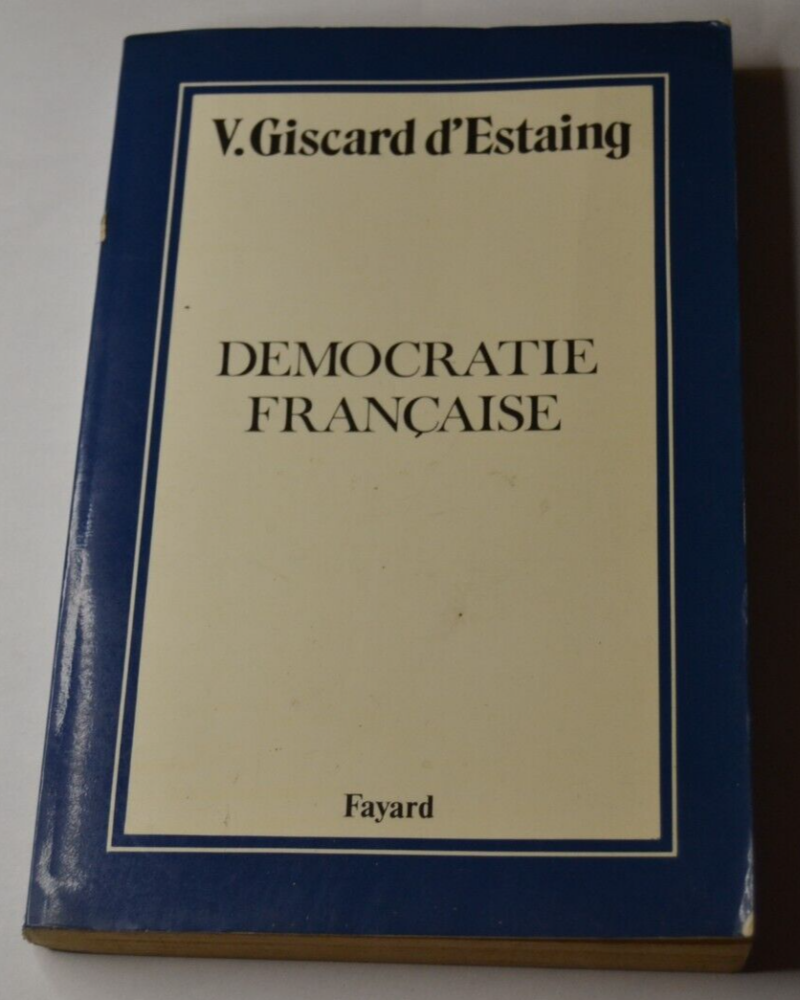 V. Giscard d'Estaing
DEMOCRATIE
FRANÇAISE
Fayard